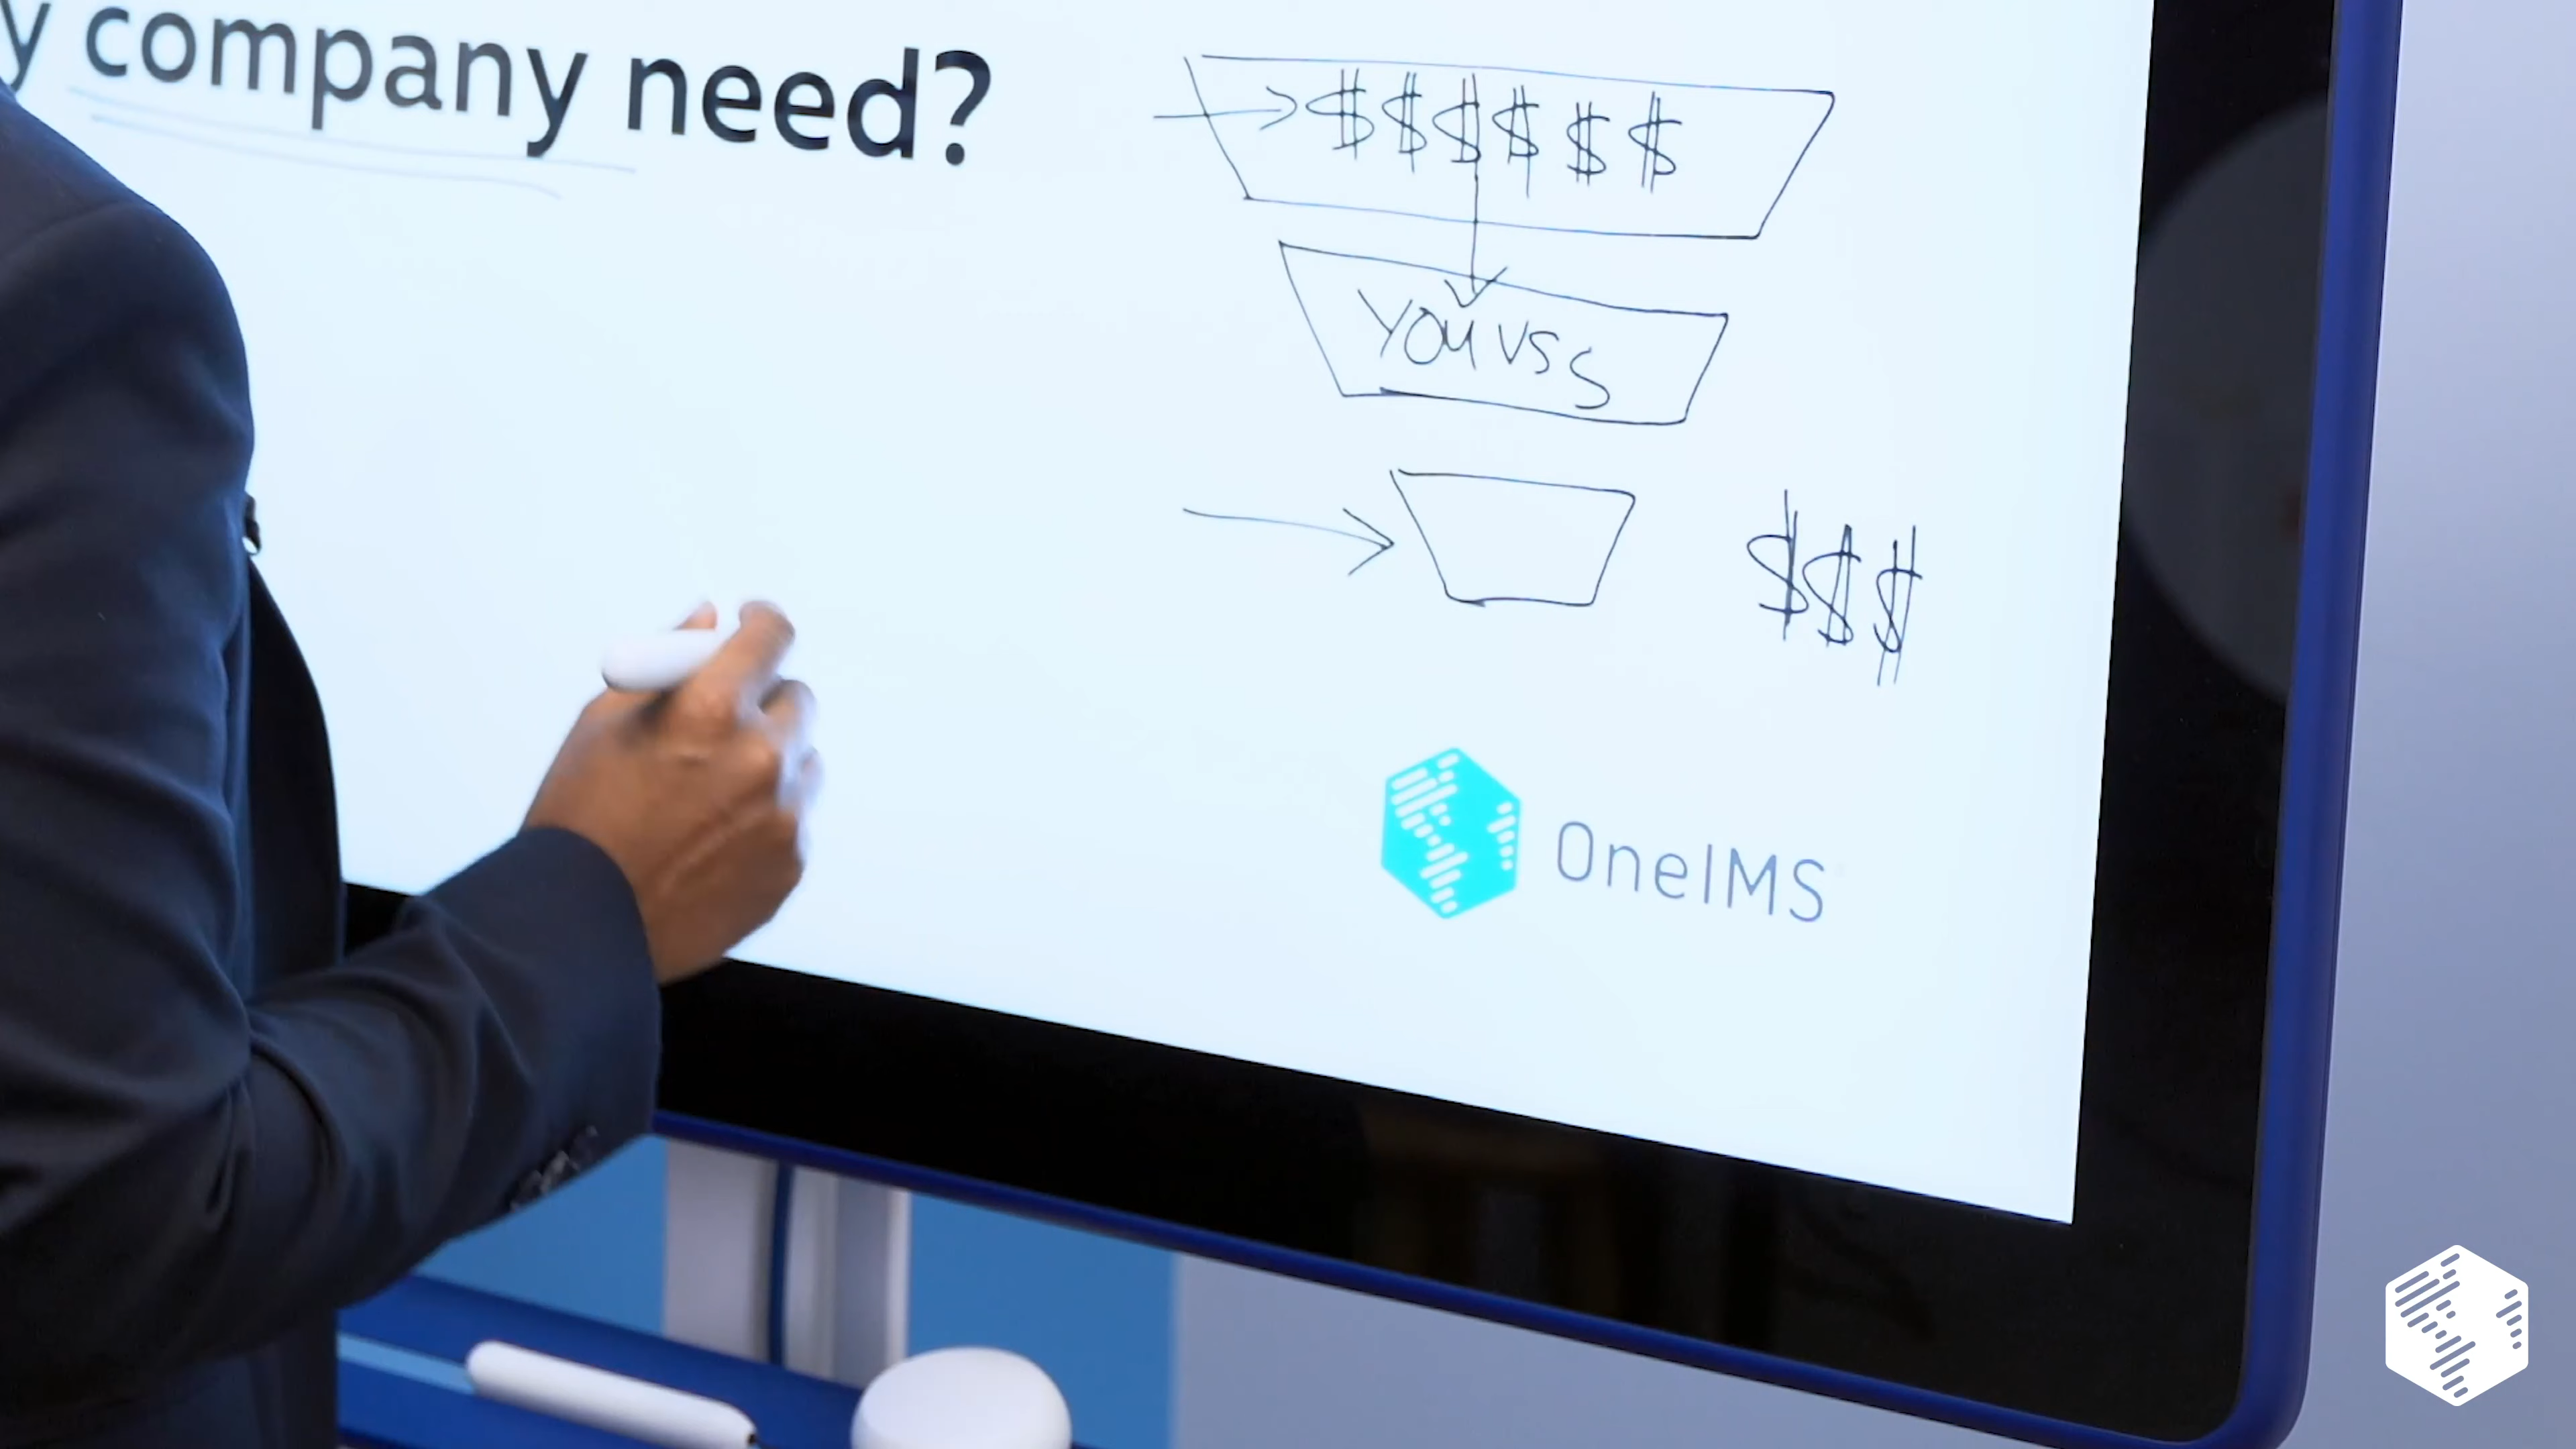 y company need?
$ $ $ $ $ $
YOU VS S
$ $ $
OneIMS